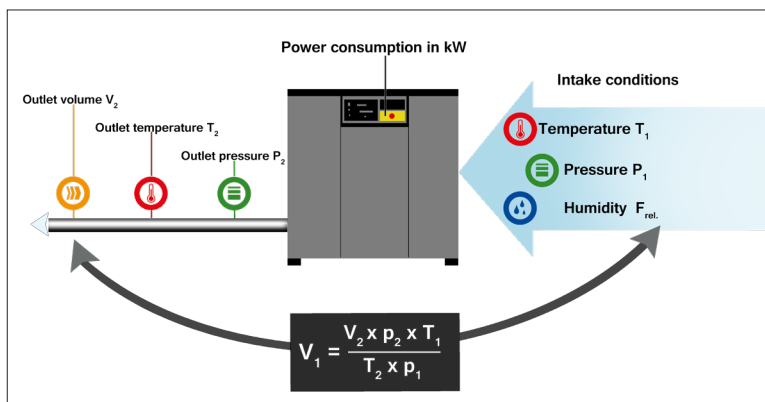 Power consumption in kW
Intake conditions
Outlet volume V₂
Outlet temperature T₂
Outlet pressure P₂
Temperature T₁
Pressure P₁
Humidity F rel.
V₁ = V₂ x p₂ x T₁
T₂ x p₁